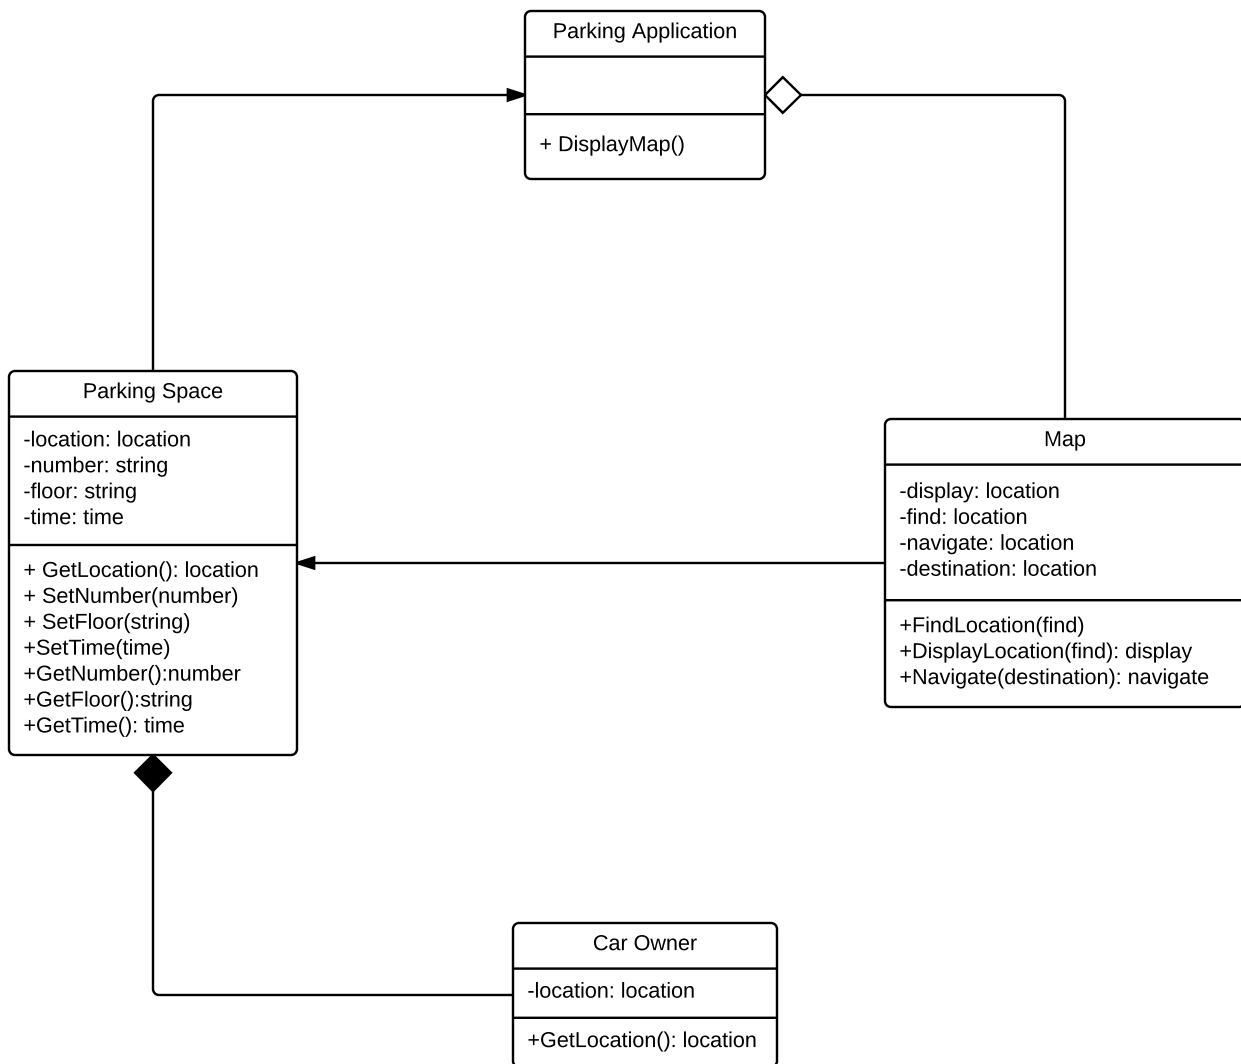 Parking Application
+ DisplayMap()
Parking Space
-location: location
-number: string
-floor: string
-time: time
+ GetLocation(): location
+ SetNumber(number)
+ SetFloor(string)
+SetTime(time)
+GetNumber():number
+GetFloor():string
+GetTime(): time
Map
-display: location
-find: location
-navigate: location
-destination: location
+FindLocation(find)
+DisplayLocation(find): display
+Navigate(destination): navigate
Car Owner
-location: location
+GetLocation(): location